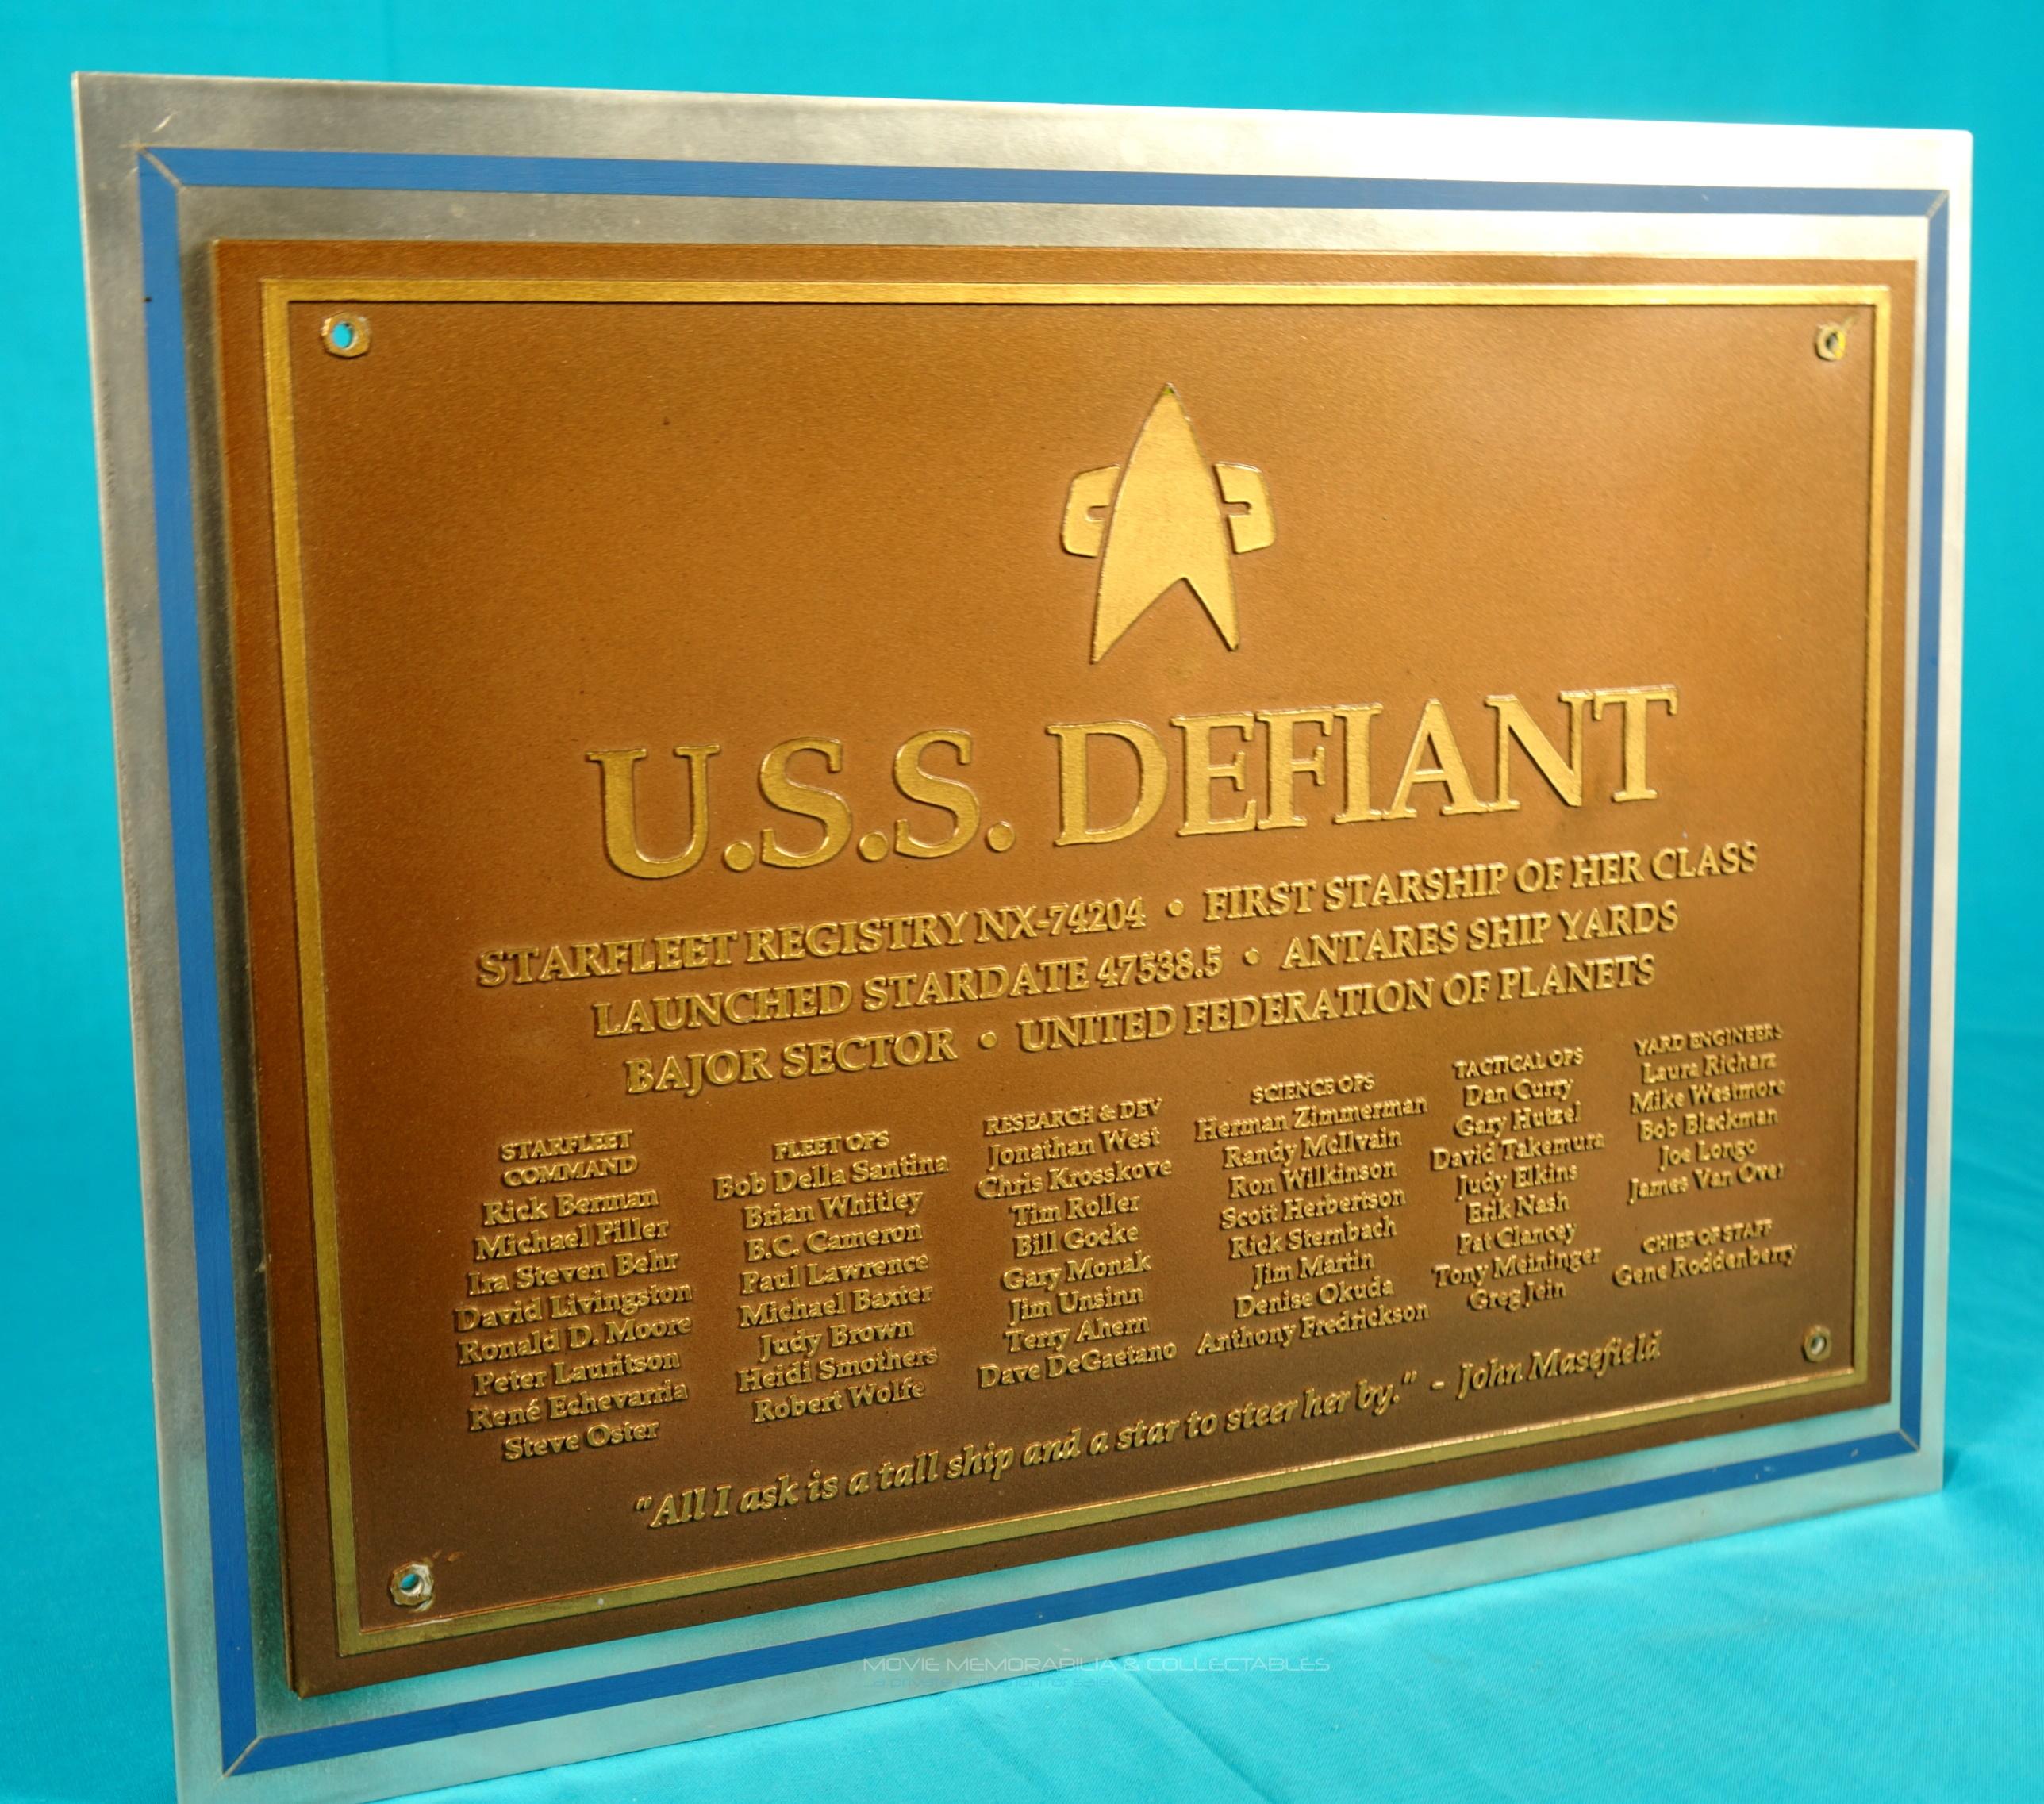 U.S.S. DEFIANT
STARFLEET REGISTRY NX-74204 • FIRST STARSHIP OF HER CLASS
LAUNCHED STARDATE 47538.5 • ANTARES SHIP YARDS
BAJOR SECTOR • UNITED FEDERATION OF PLANETS
STARFLEET
COMMAND
Rick Berman
Michael Piller
Ira Steven Behr
David Livingston
Ronald D. Moore
Peter Lauritson
René Echevarria
Steve Oster
FLEET OPS
Bob Della Santina
Brian Whitley
B.C. Cameron
Paul Lawrence
Michael Baxter
Judy Brown
Heidi Smothers
Robert Wolfe
RESEARCH & DEV
Jonathan West
Chris Krosskove
Tim Roller
Bill Gocke
Gary Monak
Jim Unsinn
Terry Ahern
Dave DeGaetano
SCIENCE OPS
Herman Zimmerman
Randy McIlvain
Ron Wilkinson
Scott Herbertson
Rick Sternbach
Jim Martin
Denise Okuda
Anthony Fredrickson
TACTICAL OPS
Dan Curry
Gary Hutzel
David Takemura
Judy Elkins
Erik Nash
Pat Clancey
Tony Meininger
Greg Jein
YARD ENGINEERS
Laura Richarz
Mike Westmore
Bob Blackman
Joe Longo
James Van Over
CHIEF OF STAFF
Gene Roddenberry
"All I ask is a tall ship and a star to steer her by." - John Masefield
MOVIE MEMORABILIA & COLLECTABLES